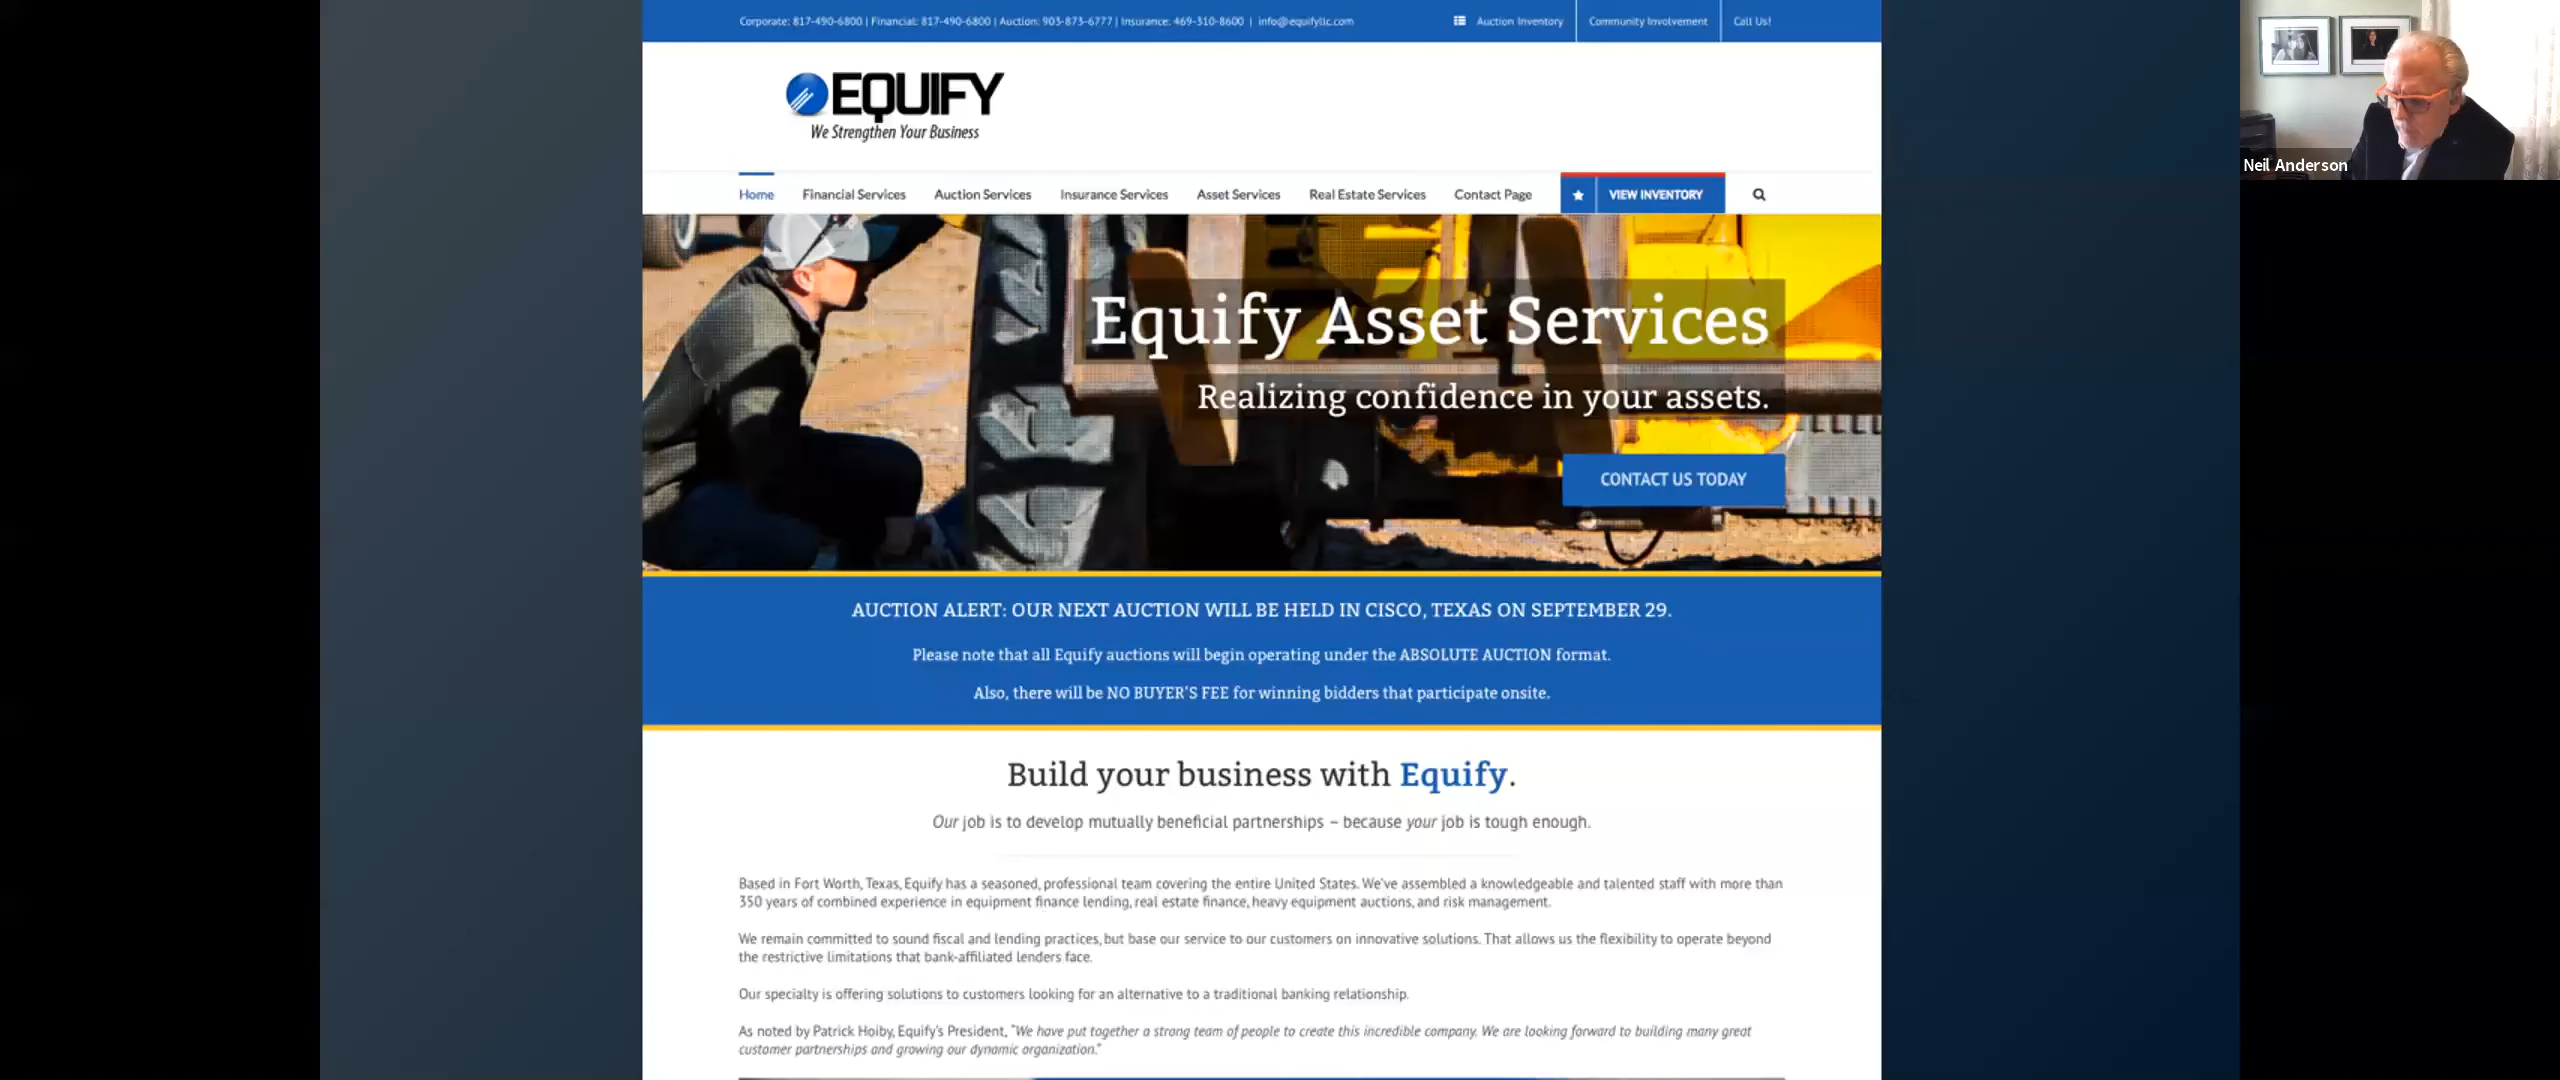 Corporate: 817-490-6800 | Financial: 817-490-6800 | Auction: 903-873-6777 | Insurance: 469-310-8600 | info@equifyllc.com
Auction Inventory
Community Involvement
Call Us!
EQUIFY
We Strengthen Your Business
Neil Anderson
Home
Financial Services
Auction Services
Insurance Services
Asset Services
Real Estate Services
Contact Page
VIEW INVENTORY
Equify Asset Services
Realizing confidence in your assets.
CONTACT US TODAY
AUCTION ALERT: OUR NEXT AUCTION WILL BE HELD IN CISCO, TEXAS ON SEPTEMBER 29.
Please note that all Equify auctions will begin operating under the ABSOLUTE AUCTION format.
Also, there will be NO BUYER'S FEE for winning bidders that participate onsite.
Build your business with Equify.
Our job is to develop mutually beneficial partnerships – because your job is tough enough.
Based in Fort Worth, Texas, Equify has a seasoned, professional team covering the entire United States. We've assembled a knowledgeable and talented staff with more than
350 years of combined experience in equipment finance lending, real estate finance, heavy equipment auctions, and risk management.
We remain committed to sound fiscal and lending practices, but base our service to our customers on innovative solutions. That allows us the flexibility to operate beyond
the restrictive limitations that bank-affiliated lenders face.
Our specialty is offering solutions to customers looking for an alternative to a traditional banking relationship.
As noted by Patrick Hoiby, Equify's President, "We have put together a strong team of people to create this incredible company. We are looking forward to building many great
customer partnerships and growing our dynamic organization."